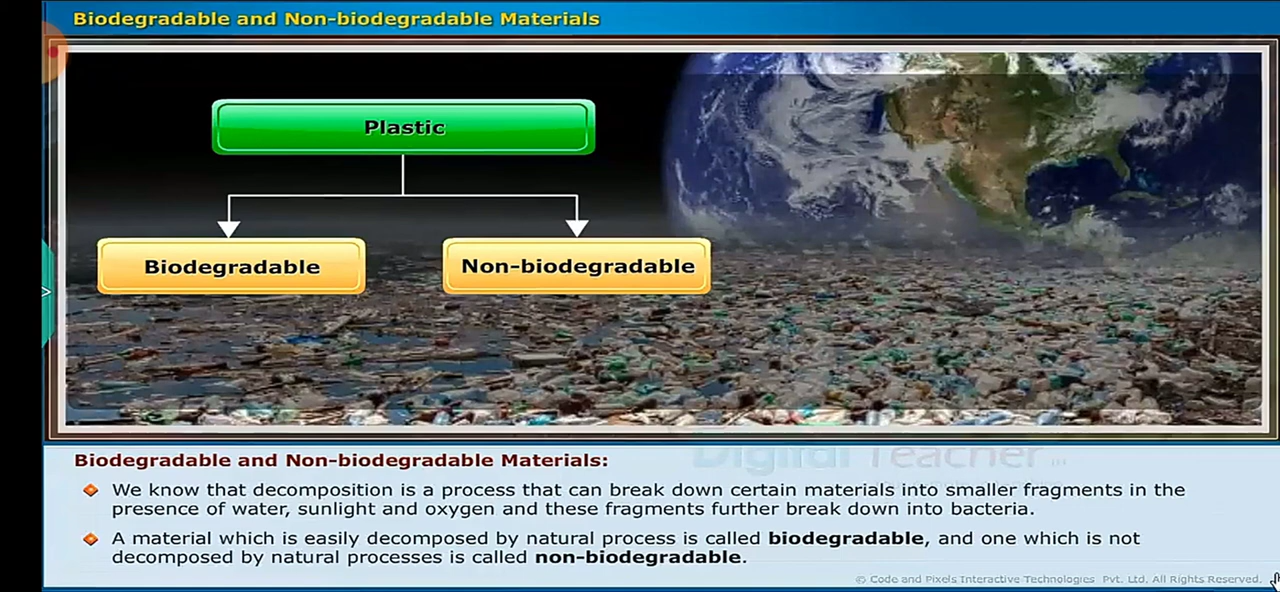 Biodegradable and Non-biodegradable Materials
Plastic
Biodegradable
Non-biodegradable
Digital Teacher
Biodegradable and Non-biodegradable Materials:
We know that decomposition is a process that can break down certain materials into smaller fragments in the
presence of water, sunlight and oxygen and these fragments further break down into bacteria.
A material which is easily decomposed by natural process is called biodegradable, and one which is not
decomposed by natural processes is called non-biodegradable.
© Code and Pixels Interactive Technologies Pvt. Ltd. All Rights Reserved.